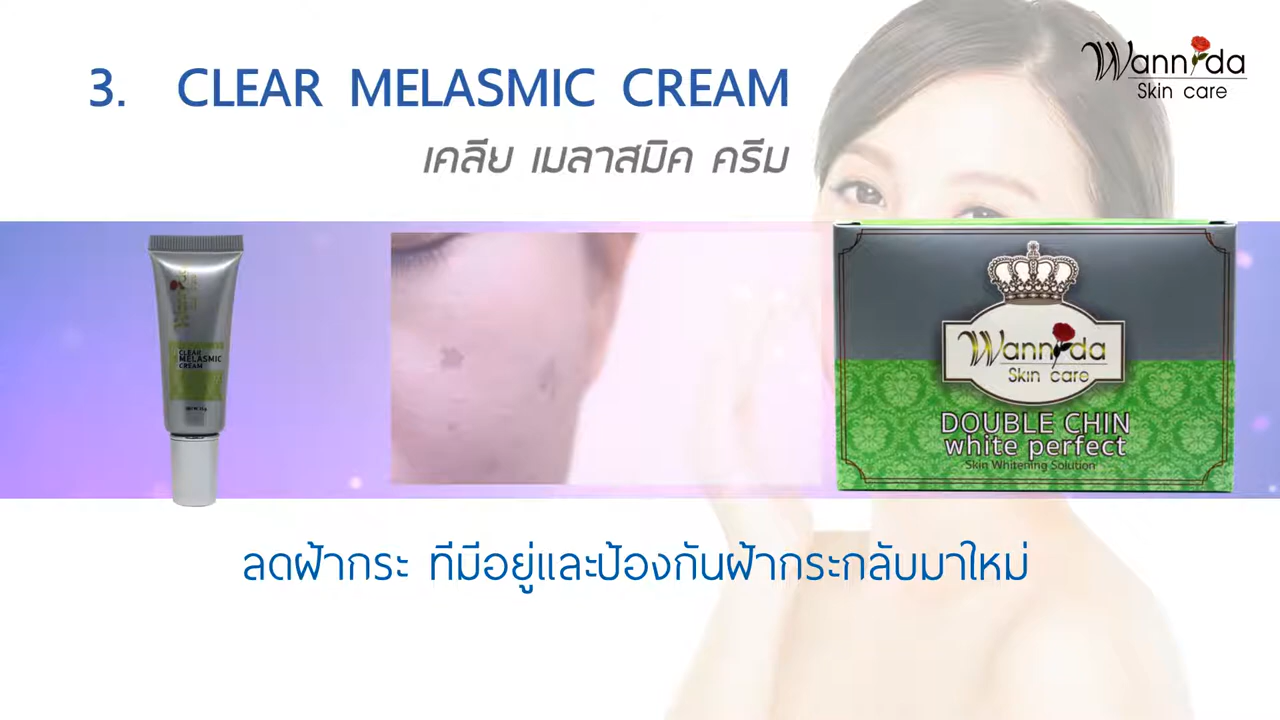 3. CLEAR MELASMIC CREAM
เคลีย เมลาสมิค ครีม
Wannida
Skin care
CLEAR
MELASMIC
CREAM
Wannida
Skin care
DOUBLE CHIN
white perfect
Skin Whitening Solution
ลดฝ้ากระ ที่มีอยู่และป้องกันฝ้ากระกลับมาใหม่